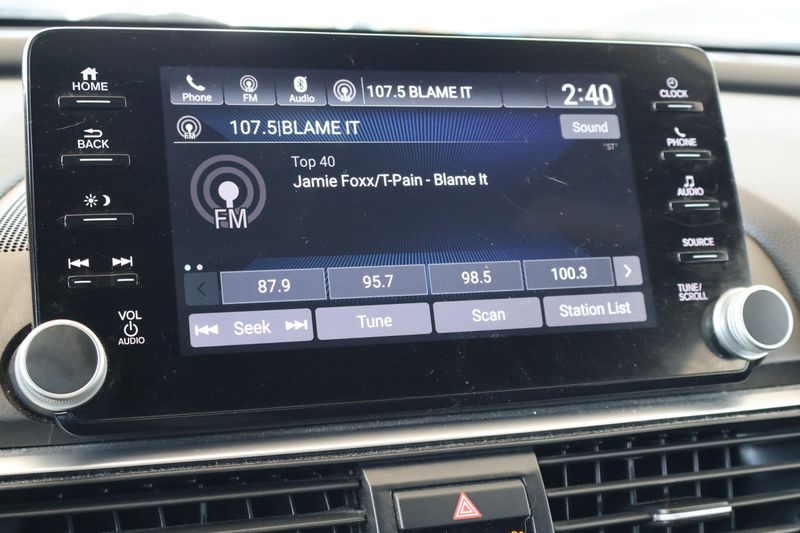 HOME
BACK
VOL
AUDIO
Phone
FM
Audio
107.5 BLAME IT
2:40
FM
107.5|BLAME IT
Sound
"ST"
FM
Top 40
Jamie Foxx/T-Pain - Blame It
87.9 95.7 98.5 100.3
Seek Tune Scan Station List
CLOCK
PHONE
AUDIO
SOURCE
TUNE/
SCROLL